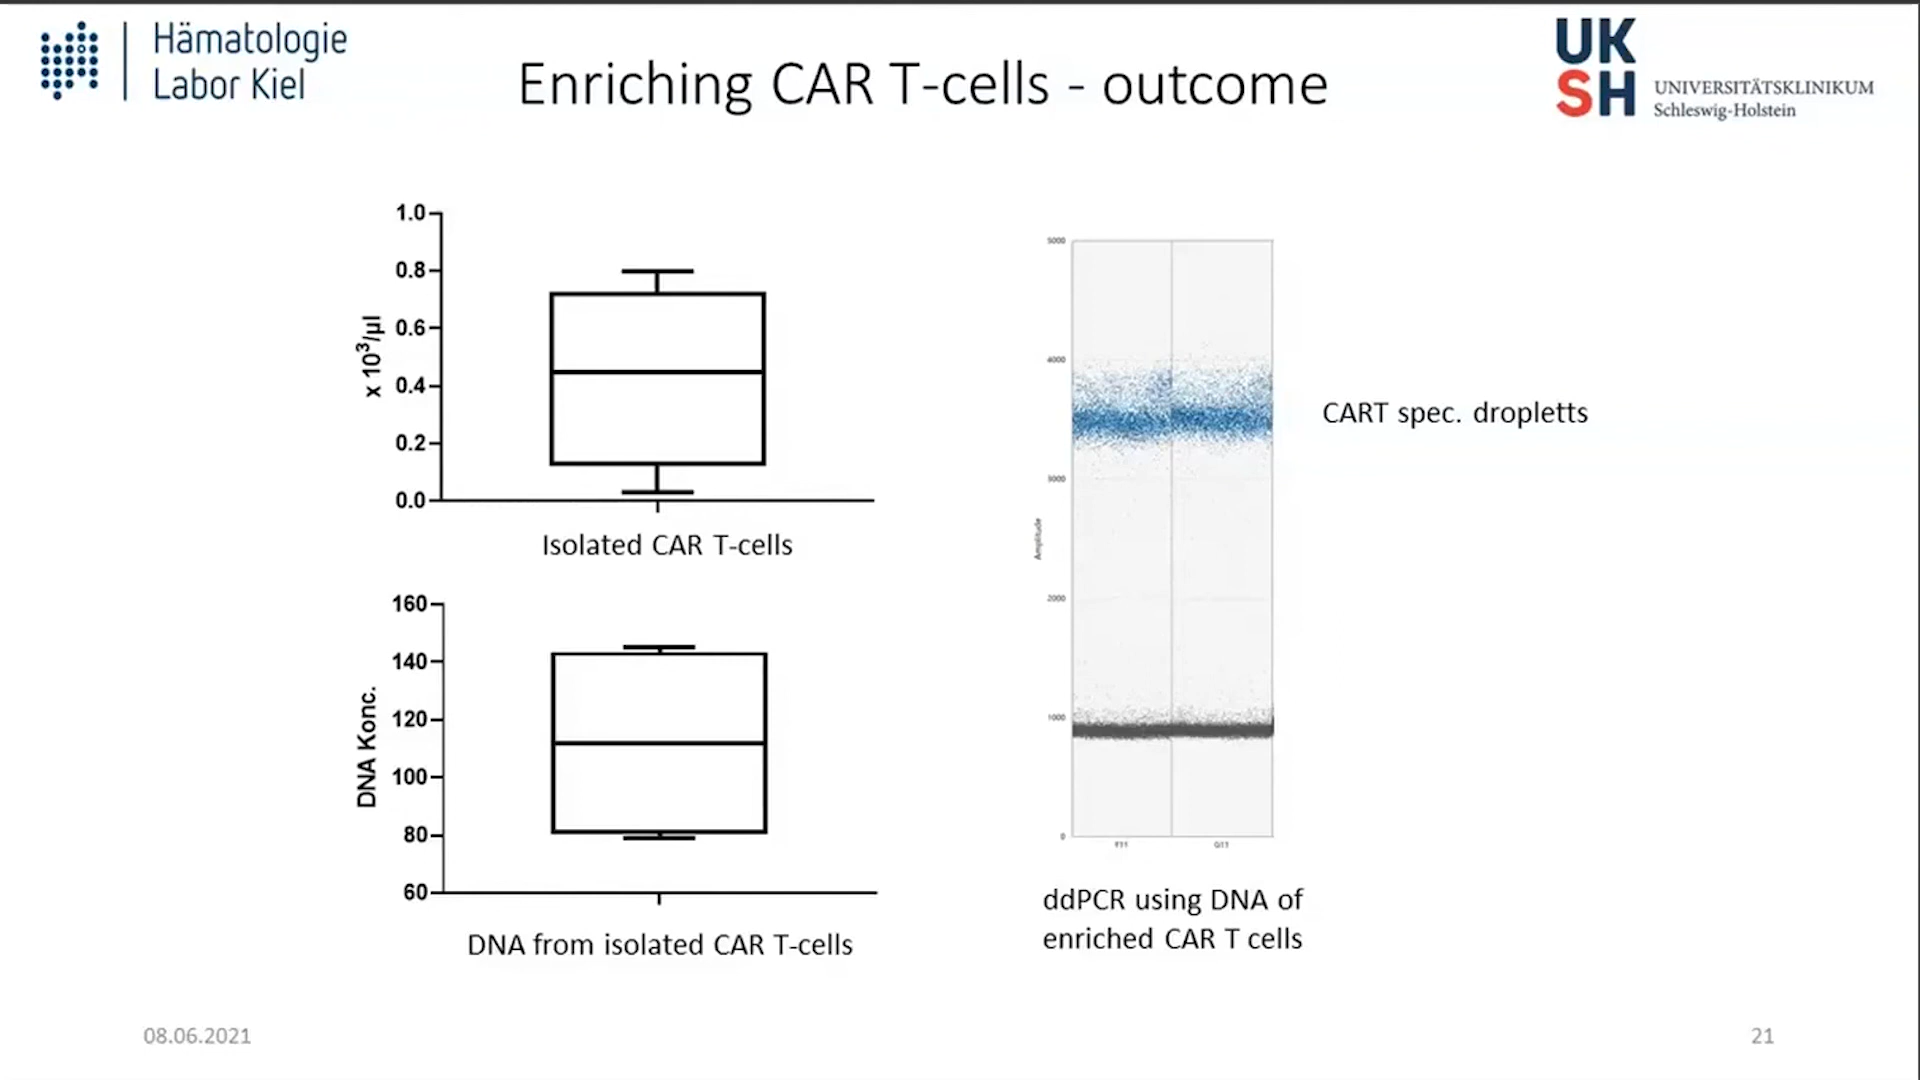 Hämatologie
Labor Kiel
Enriching CAR T-cells - outcome
UK
SH
UNIVERSITÄTSKLINIKUM
Schleswig-Holstein
1.0
0.8
0.6
0.4
0.2
0.0
x 10³/µl
Isolated CAR T-cells
160
140
120
100
80
60
DNA Konc.
DNA from isolated CAR T-cells
5000
4000
3000
2000
1000
0
Amplitude
G11
CART spec. dropletts
ddPCR using DNA of
enriched CAR T cells
08.06.2021
21